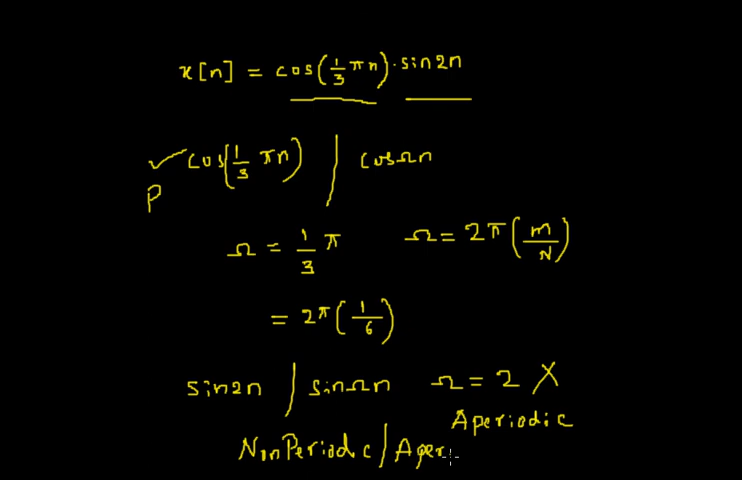 x[n] = cos(1/3 πn)·sin2n
✓ cos(1/3 πn) | cosΩn
P
Ω = 1/3 π Ω = 2π(m/N)
= 2π(1/6)
sin2n | sinΩn Ω = 2 X
Aperiodic
NonPeriodic/Aper